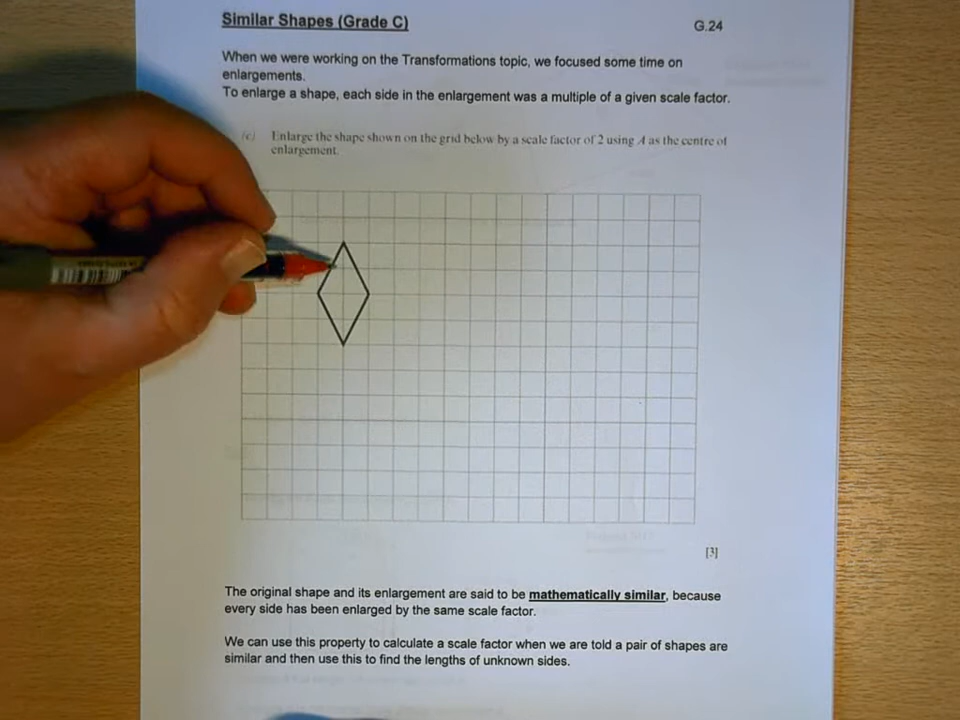 Similar Shapes (Grade C)
G.24
When we were working on the Transformations topic, we focused some time on
enlargements.
To enlarge a shape, each side in the enlargement was a multiple of a given scale factor.
(c) Enlarge the shape shown on the grid below by a scale factor of 2 using A as the centre of
enlargement.
[3]
The original shape and its enlargement are said to be mathematically similar, because
every side has been enlarged by the same scale factor.
We can use this property to calculate a scale factor when we are told a pair of shapes are
similar and then use this to find the lengths of unknown sides.